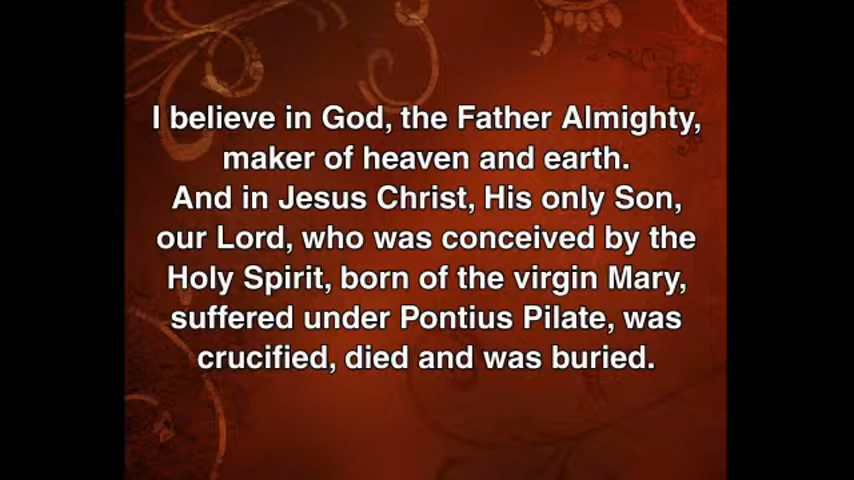 I believe in God, the Father Almighty,
maker of heaven and earth.
And in Jesus Christ, His only Son,
our Lord, who was conceived by the
Holy Spirit, born of the virgin Mary,
suffered under Pontius Pilate, was
crucified, died and was buried.